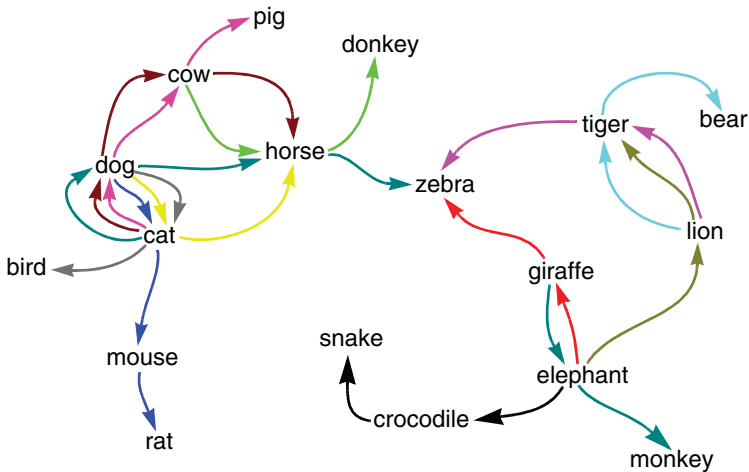 pig
donkey
cow
bear
tiger
horse
dog
zebra
cat
lion
bird
giraffe
snake
mouse
elephant
crocodile
rat
monkey